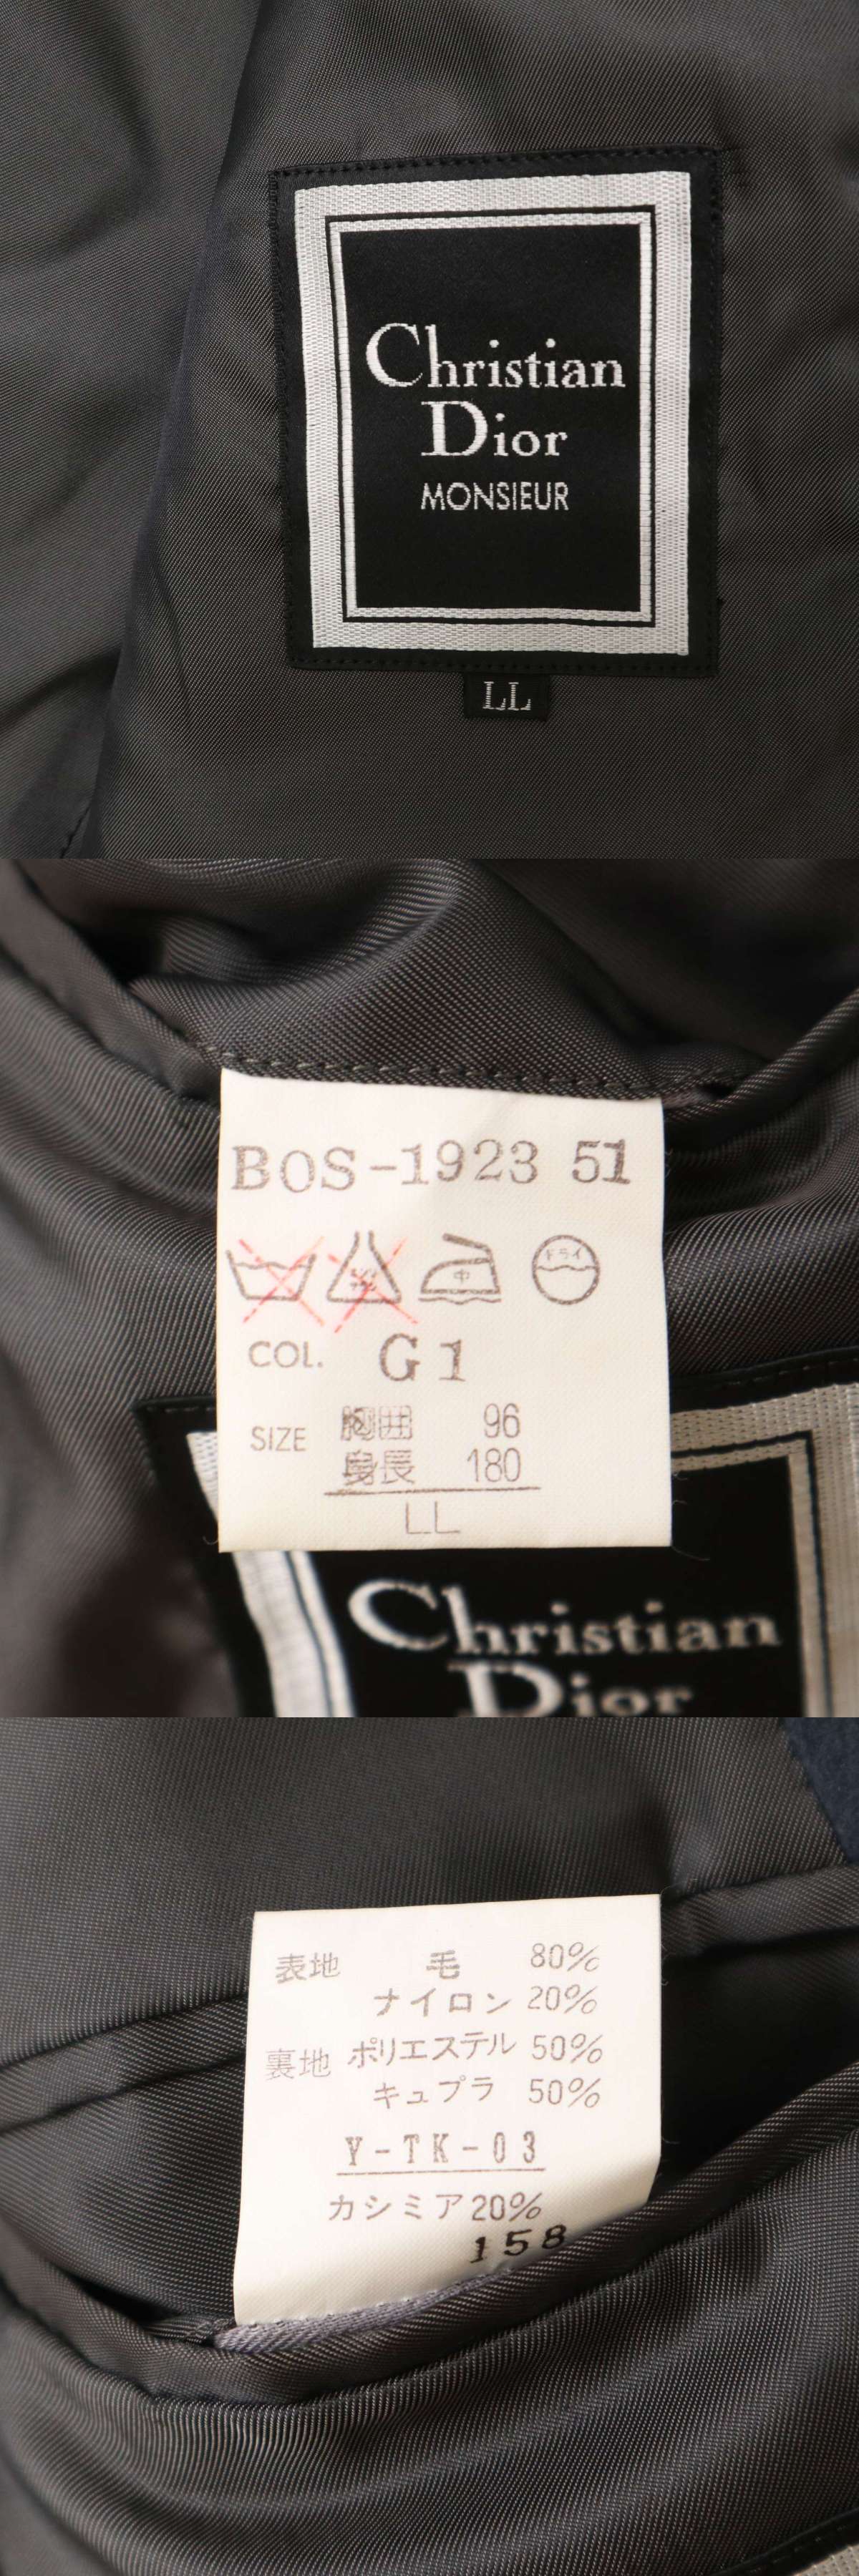 Christian
Dior
MONSIEUR
LL
BOS-1923 51
中
ドライ
COL. G1
SIZE 胸囲 96
身長 180
LL
Christian
Dior
表地 毛 80%
ナイロン 20%
裏地 ポリエステル 50%
キュプラ 50%
Y-TK-03
カシミア20%
158